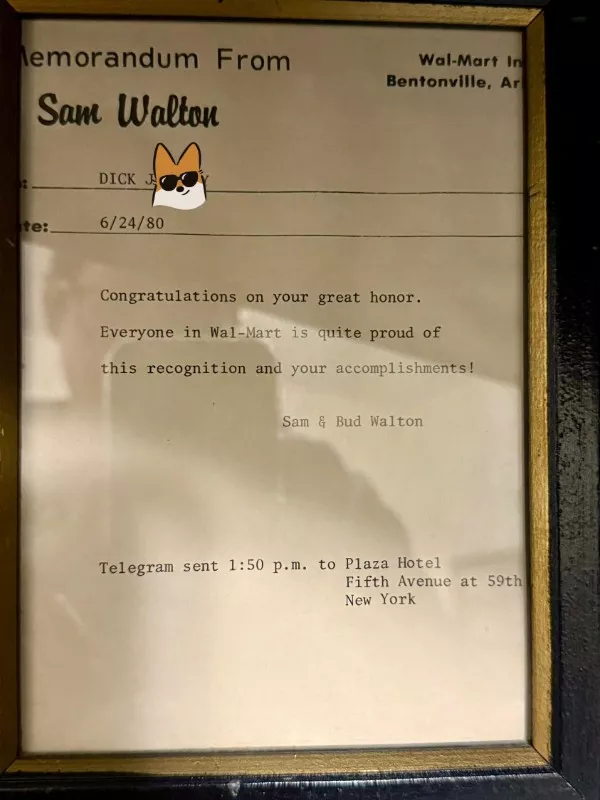 emorandum From
Wal-Mart In
Bentonville, Ar
Sam Walton
DICK
te: 6/24/80
Congratulations on your great honor.
Everyone in Wal-Mart is quite proud of
this recognition and your accomplishments!
Sam & Bud Walton
Telegram sent 1:50 p.m. to Plaza Hotel
Fifth Avenue at 59th
New York